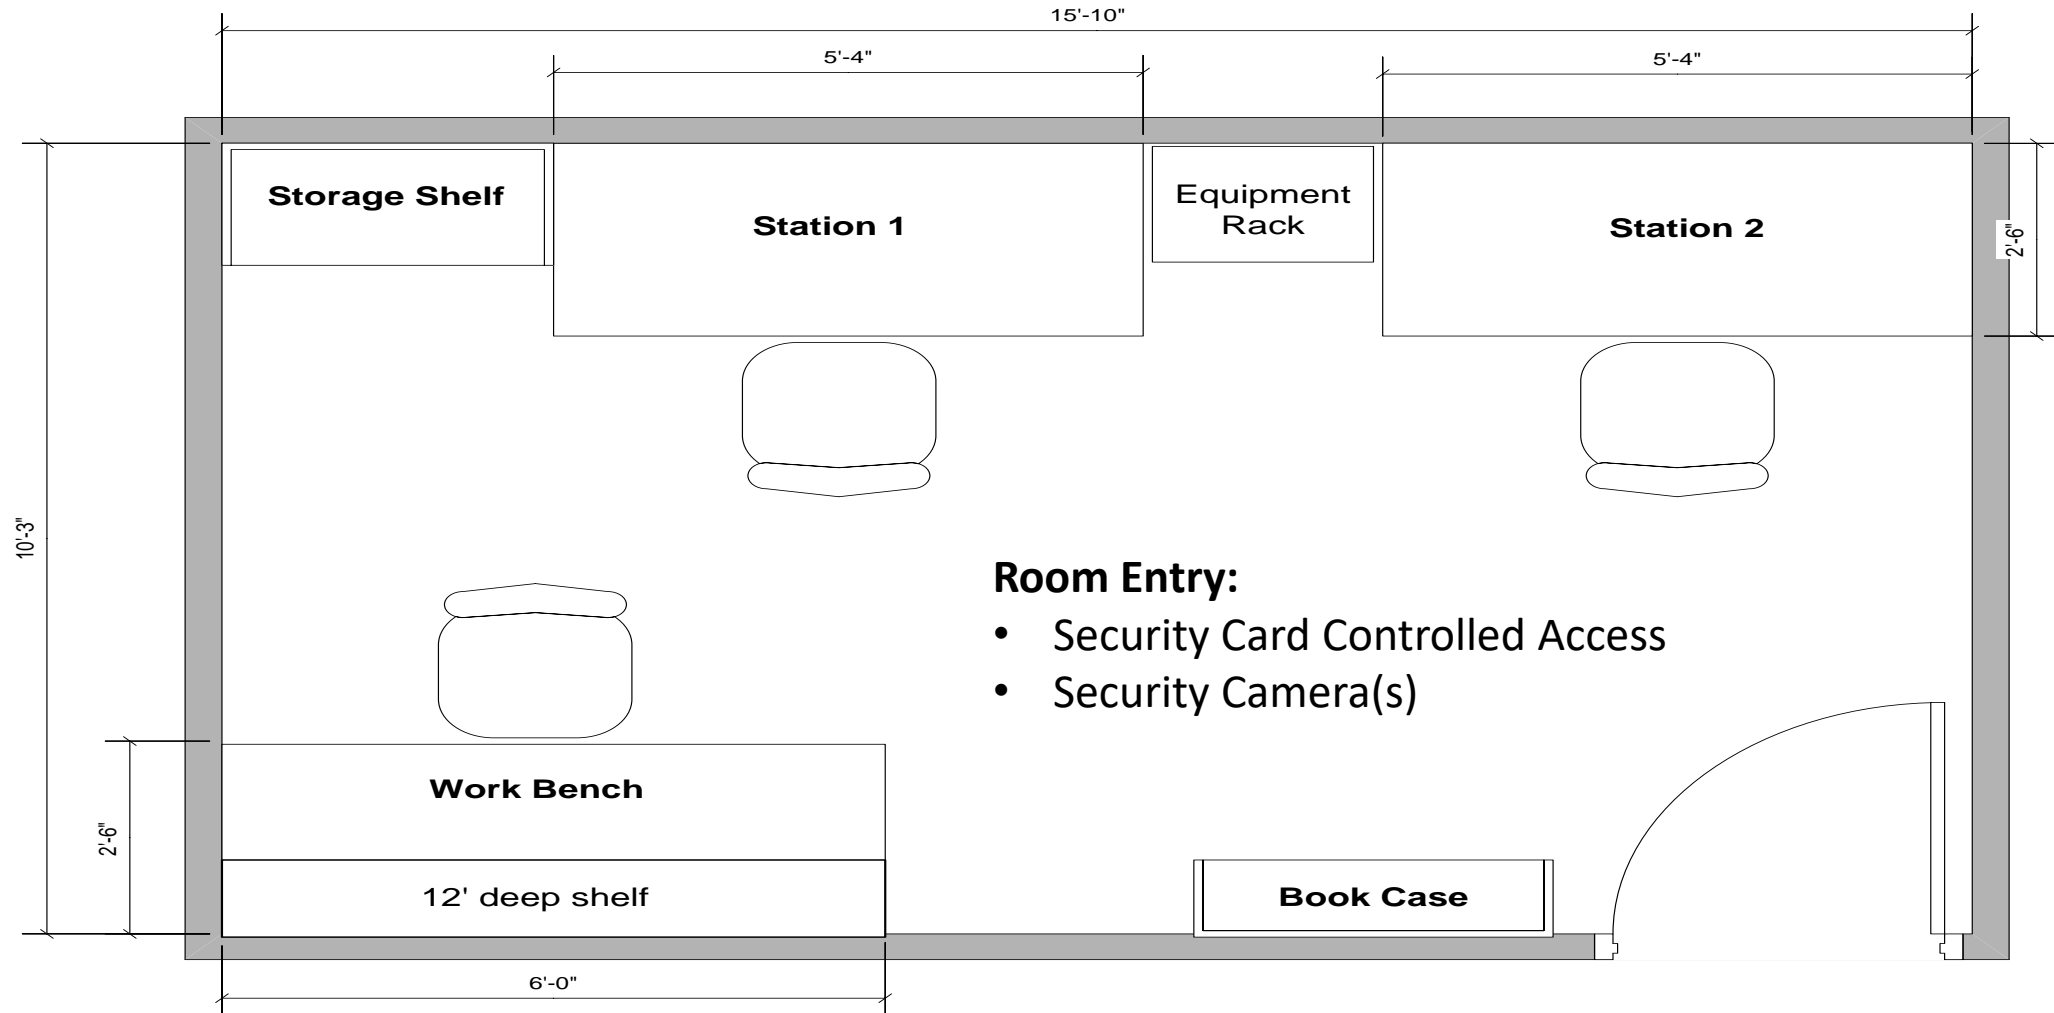 15'-10"
5'-4"
5'-4"
Storage Shelf
Station 1
Equipment
Rack
Station 2
2'-6"
10'-3"
Room Entry:
• Security Card Controlled Access
• Security Camera(s)
Work Bench
2'-6"
12' deep shelf
Book Case
6'-0"